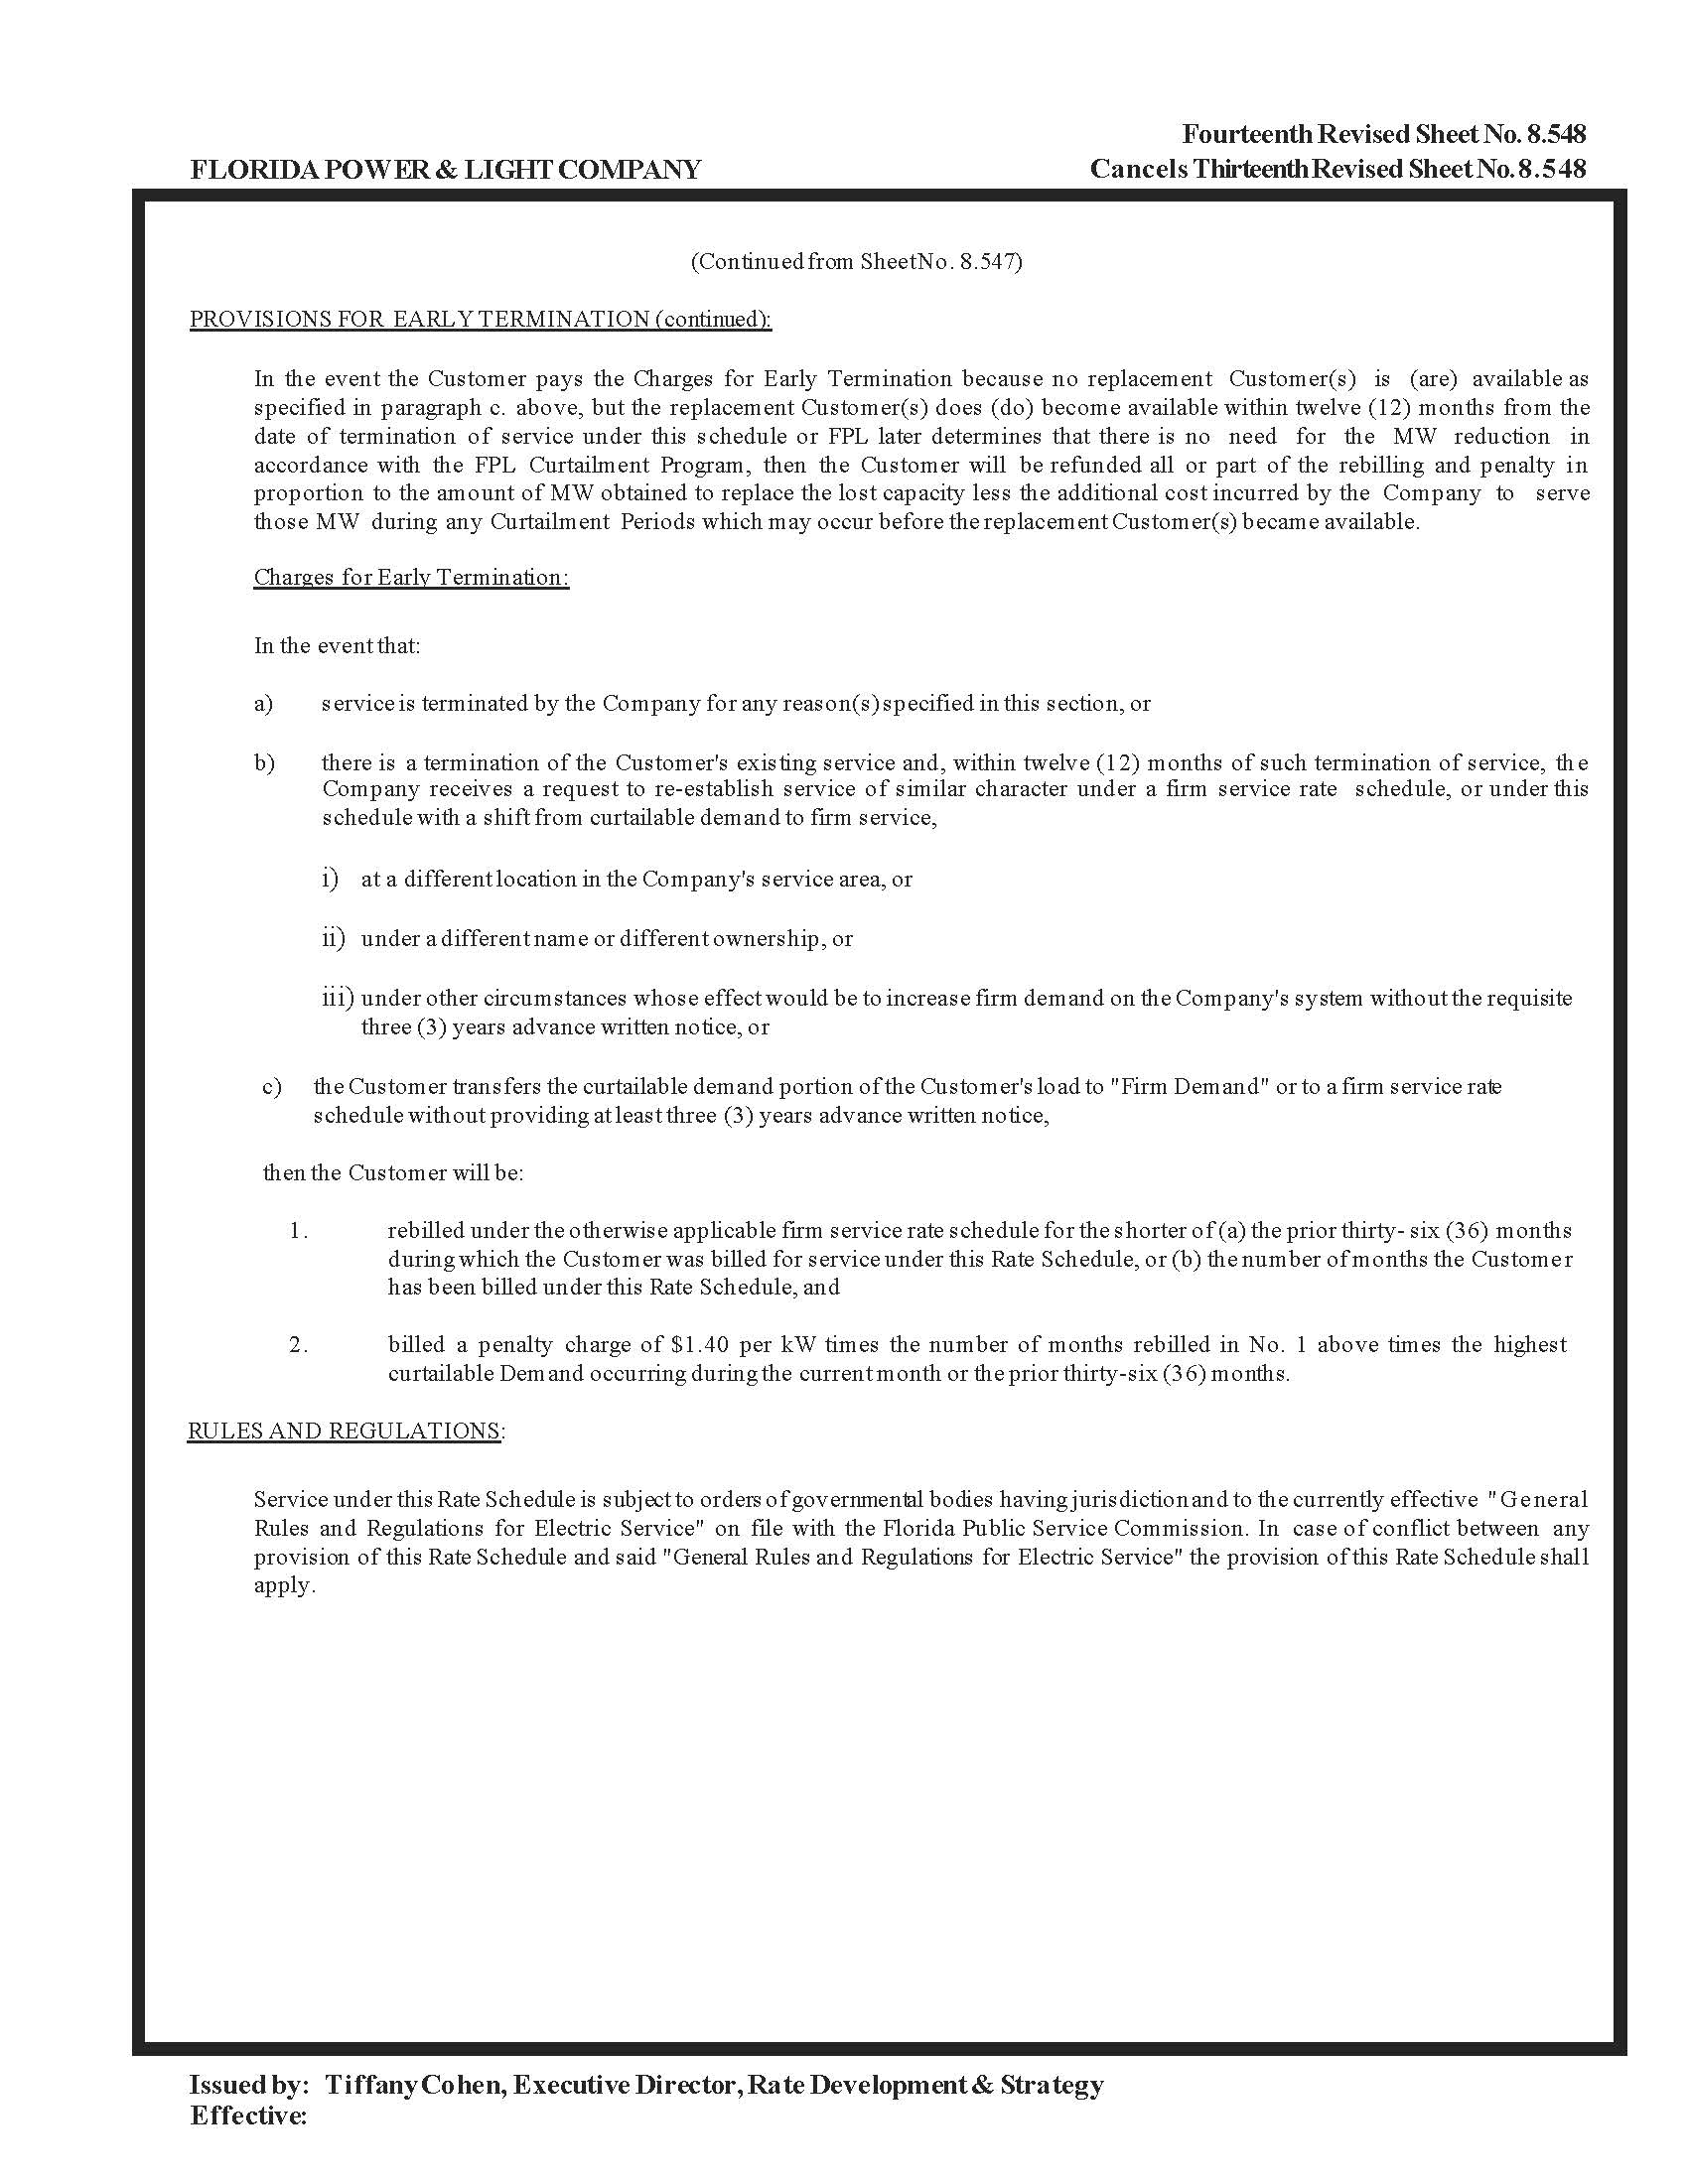 Fourteenth Revised Sheet No. 8.548
FLORIDA POWER & LIGHT COMPANY Cancels Thirteenth Revised Sheet No. 8.548
(Continued from Sheet No. 8.547)
PROVISIONS FOR EARLY TERMINATION (continued):
In the event the Customer pays the Charges for Early Termination because no replacement Customer(s) is (are) available as
specified in paragraph c. above, but the replacement Customer(s) does (do) become available within twelve (12) months from the
date of termination of service under this schedule or FPL later determines that there is no need for the MW reduction in
accordance with the FPL Curtailment Program, then the Customer will be refunded all or part of the rebilling and penalty in
proportion to the amount of MW obtained to replace the lost capacity less the additional cost incurred by the Company to serve
those MW during any Curtailment Periods which may occur before the replacement Customer(s) became available.
Charges for Early Termination:
In the event that:
a) service is terminated by the Company for any reason(s) specified in this section, or
b) there is a termination of the Customer's existing service and, within twelve (12) months of such termination of service, the
Company receives a request to re-establish service of similar character under a firm service rate schedule, or under this
schedule with a shift from curtailable demand to firm service,
i) at a different location in the Company's service area, or
ii) under a different name or different ownership, or
iii) under other circumstances whose effect would be to increase firm demand on the Company's system without the requisite
three (3) years advance written notice, or
c) the Customer transfers the curtailable demand portion of the Customer's load to "Firm Demand" or to a firm service rate
schedule without providing at least three (3) years advance written notice,
then the Customer will be:
1. rebilled under the otherwise applicable firm service rate schedule for the shorter of (a) the prior thirty- six (36) months
during which the Customer was billed for service under this Rate Schedule, or (b) the number of months the Customer
has been billed under this Rate Schedule, and
2. billed a penalty charge of $1.40 per kW times the number of months rebilled in No. 1 above times the highest
curtailable Demand occurring during the current month or the prior thirty-six (36) months.
RULES AND REGULATIONS:
Service under this Rate Schedule is subject to orders of governmental bodies having jurisdiction and to the currently effective "General
Rules and Regulations for Electric Service" on file with the Florida Public Service Commission. In case of conflict between any
provision of this Rate Schedule and said "General Rules and Regulations for Electric Service" the provision of this Rate Schedule shall
apply.
Issued by: Tiffany Cohen, Executive Director, Rate Development & Strategy
Effective: